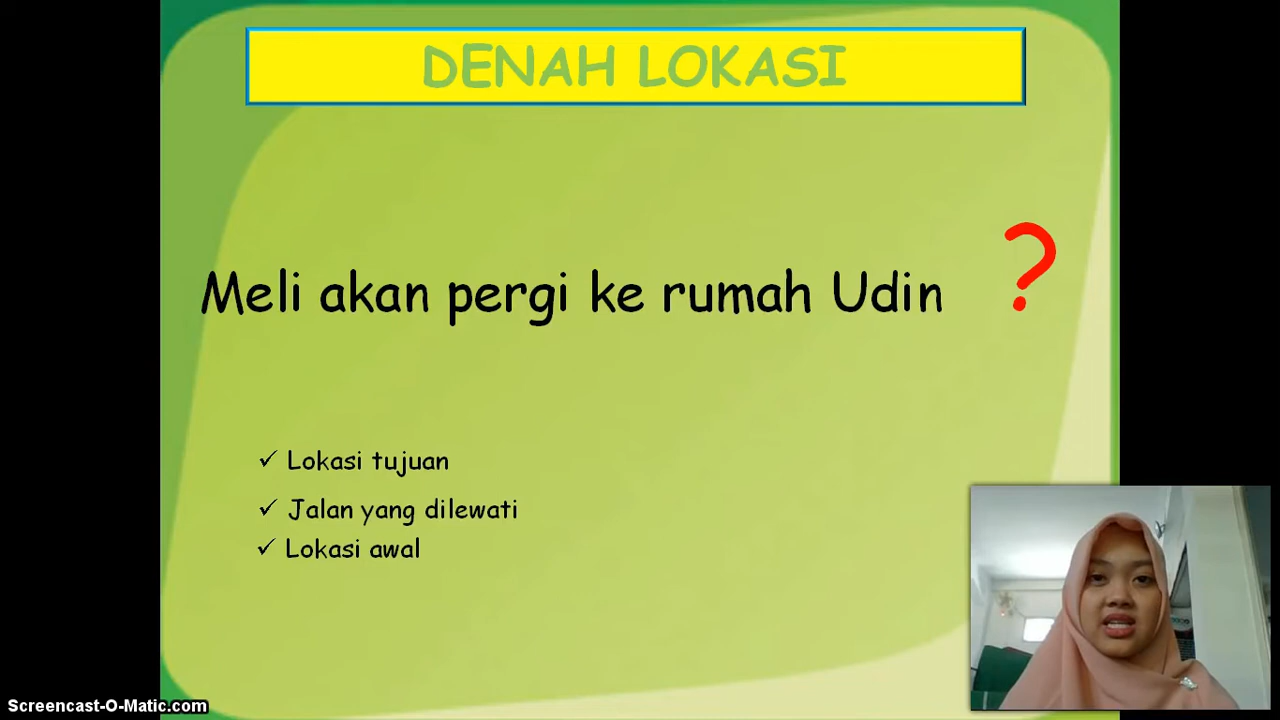 DENAH LOKASI
Meli akan pergi ke rumah Udin ?
✓ Lokasi tujuan
✓ Jalan yang dilewati
✓ Lokasi awal
Screencast-O-Matic.com